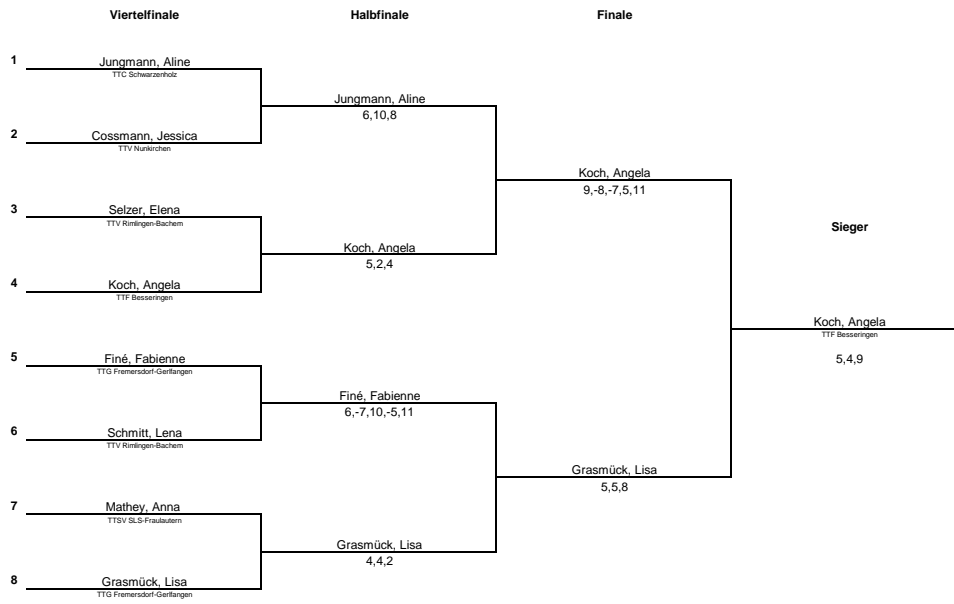 Viertelfinale
Halbfinale
Finale
1
Jungmann, Aline
TTC Schwarzenholz
Jungmann, Aline
6,10,8
2
Cossmann, Jessica
TTV Nunkirchen
Koch, Angela
9,-8,-7,5,11
3
Selzer, Elena
TTV Rimlingen-Bachem
Sieger
Koch, Angela
5,2,4
4
Koch, Angela
TTF Besseringen
Koch, Angela
TTF Besseringen
5,4,9
5
Finé, Fabienne
TTG Fremersdorf-Gerlfangen
Finé, Fabienne
6,-7,10,-5,11
6
Schmitt, Lena
TTV Rimlingen-Bachem
Grasmück, Lisa
5,5,8
7
Mathey, Anna
TTSV SLS-Fraulautern
Grasmück, Lisa
4,4,2
8
Grasmück, Lisa
TTG Fremersdorf-Gerlfangen